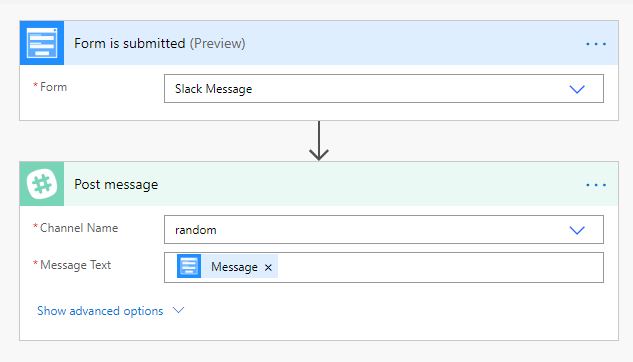 Form is submitted (Preview)
* Form
Slack Message
Post message
* Channel Name
random
* Message Text
Message ×
Show advanced options